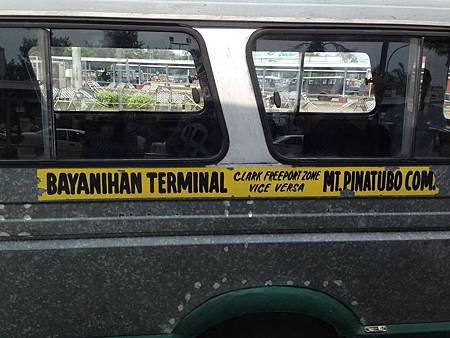 BAYANIHAN TERMINAL CLARK FREEPORT ZONE MT.PINATUBO COM.
VICE VERSA